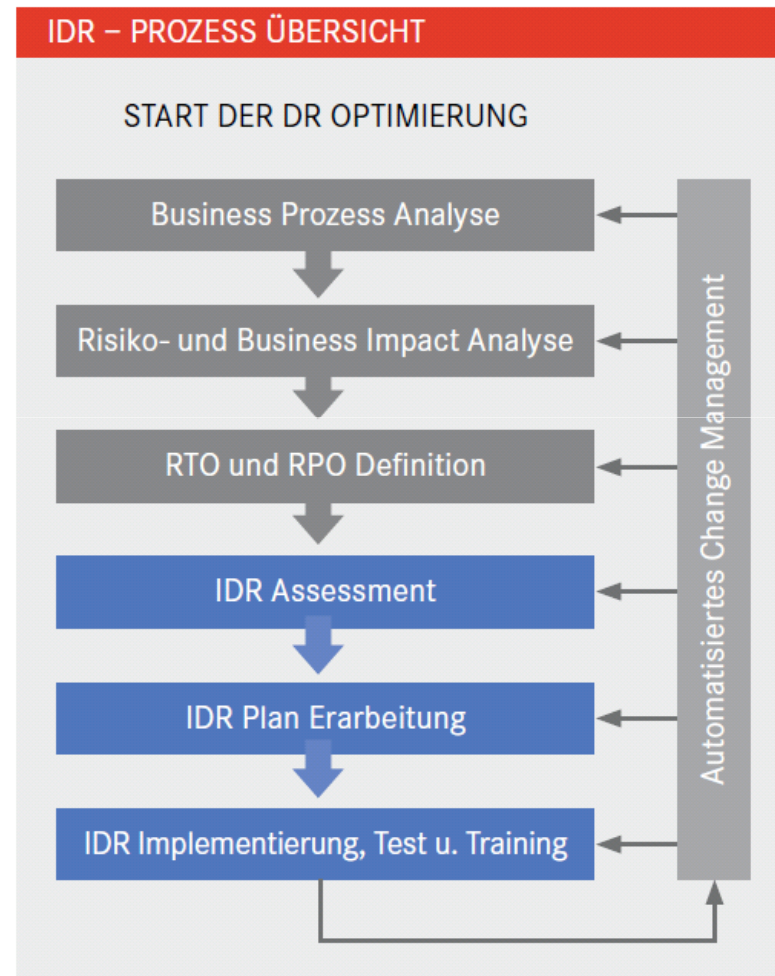 IDR – PROZESS ÜBERSICHT
START DER DR OPTIMIERUNG
Business Prozess Analyse
Risiko- und Business Impact Analyse
RTO und RPO Definition
IDR Assessment
IDR Plan Erarbeitung
IDR Implementierung, Test u. Training
Automatisiertes Change Management